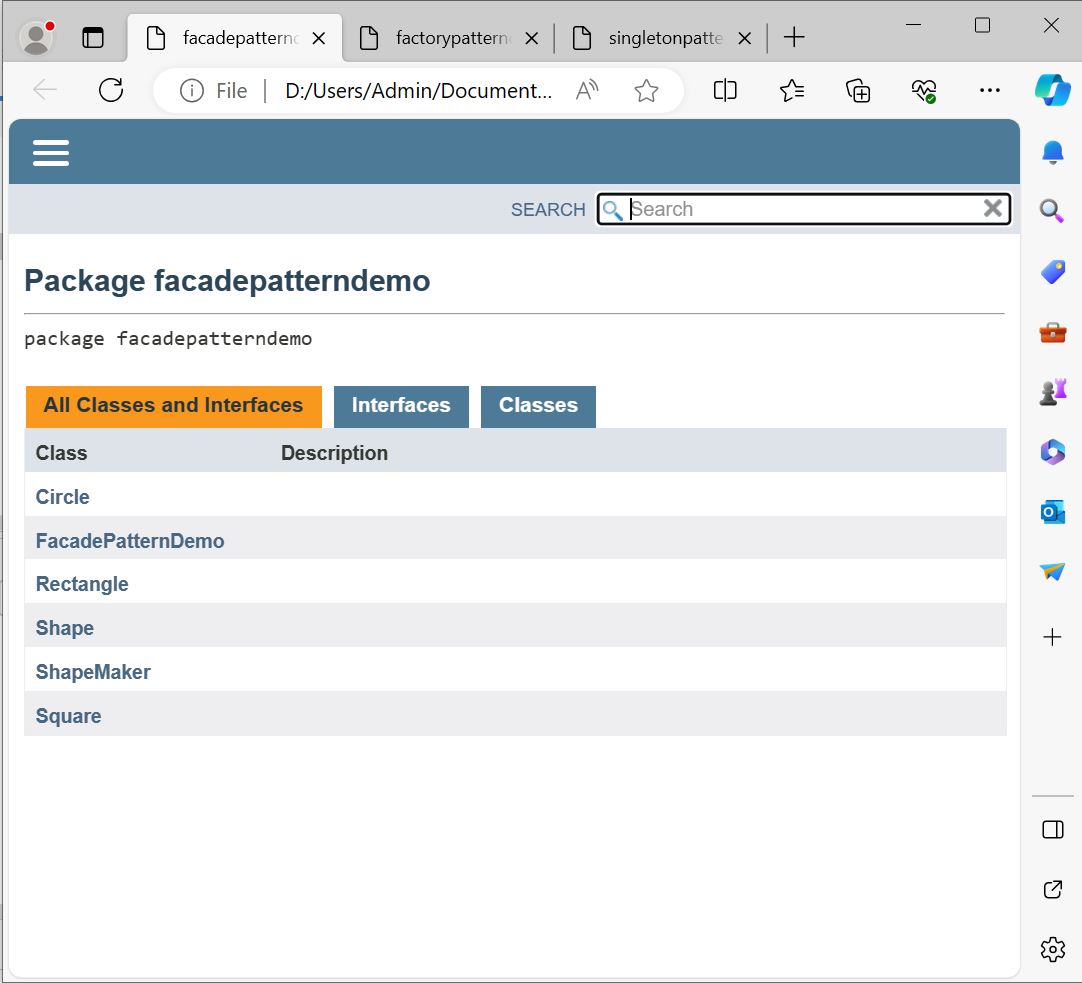 facadepatternd
factorypattern
singletonpatte
File
D:/Users/Admin/Document...
SEARCH
Search
Package facadepatterndemo
package facadepatterndemo
All Classes and Interfaces
Interfaces
Classes
Class Description
Circle
FacadePatternDemo
Rectangle
Shape
ShapeMaker
Square